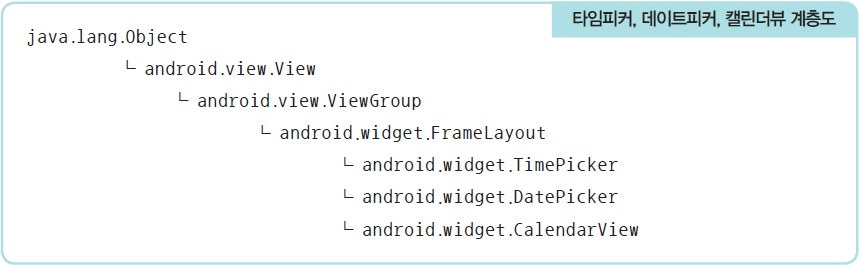 타임피커, 데이트피커, 캘린더뷰 계층도
java.lang.Object
└ android.view.View
└ android.view.ViewGroup
└ android.widget.FrameLayout
└ android.widget.TimePicker
└ android.widget.DatePicker
└ android.widget.CalendarView